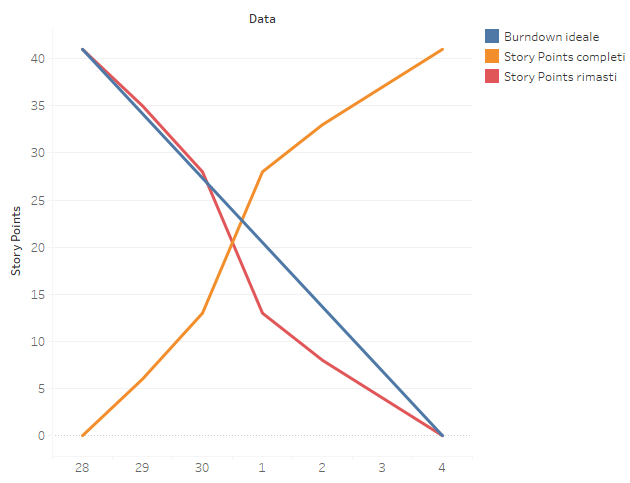 Data
Burndown ideale
Story Points completi
Story Points rimasti
Story Points
40
35
30
25
20
15
10
5
0
28 29 30 1 2 3 4